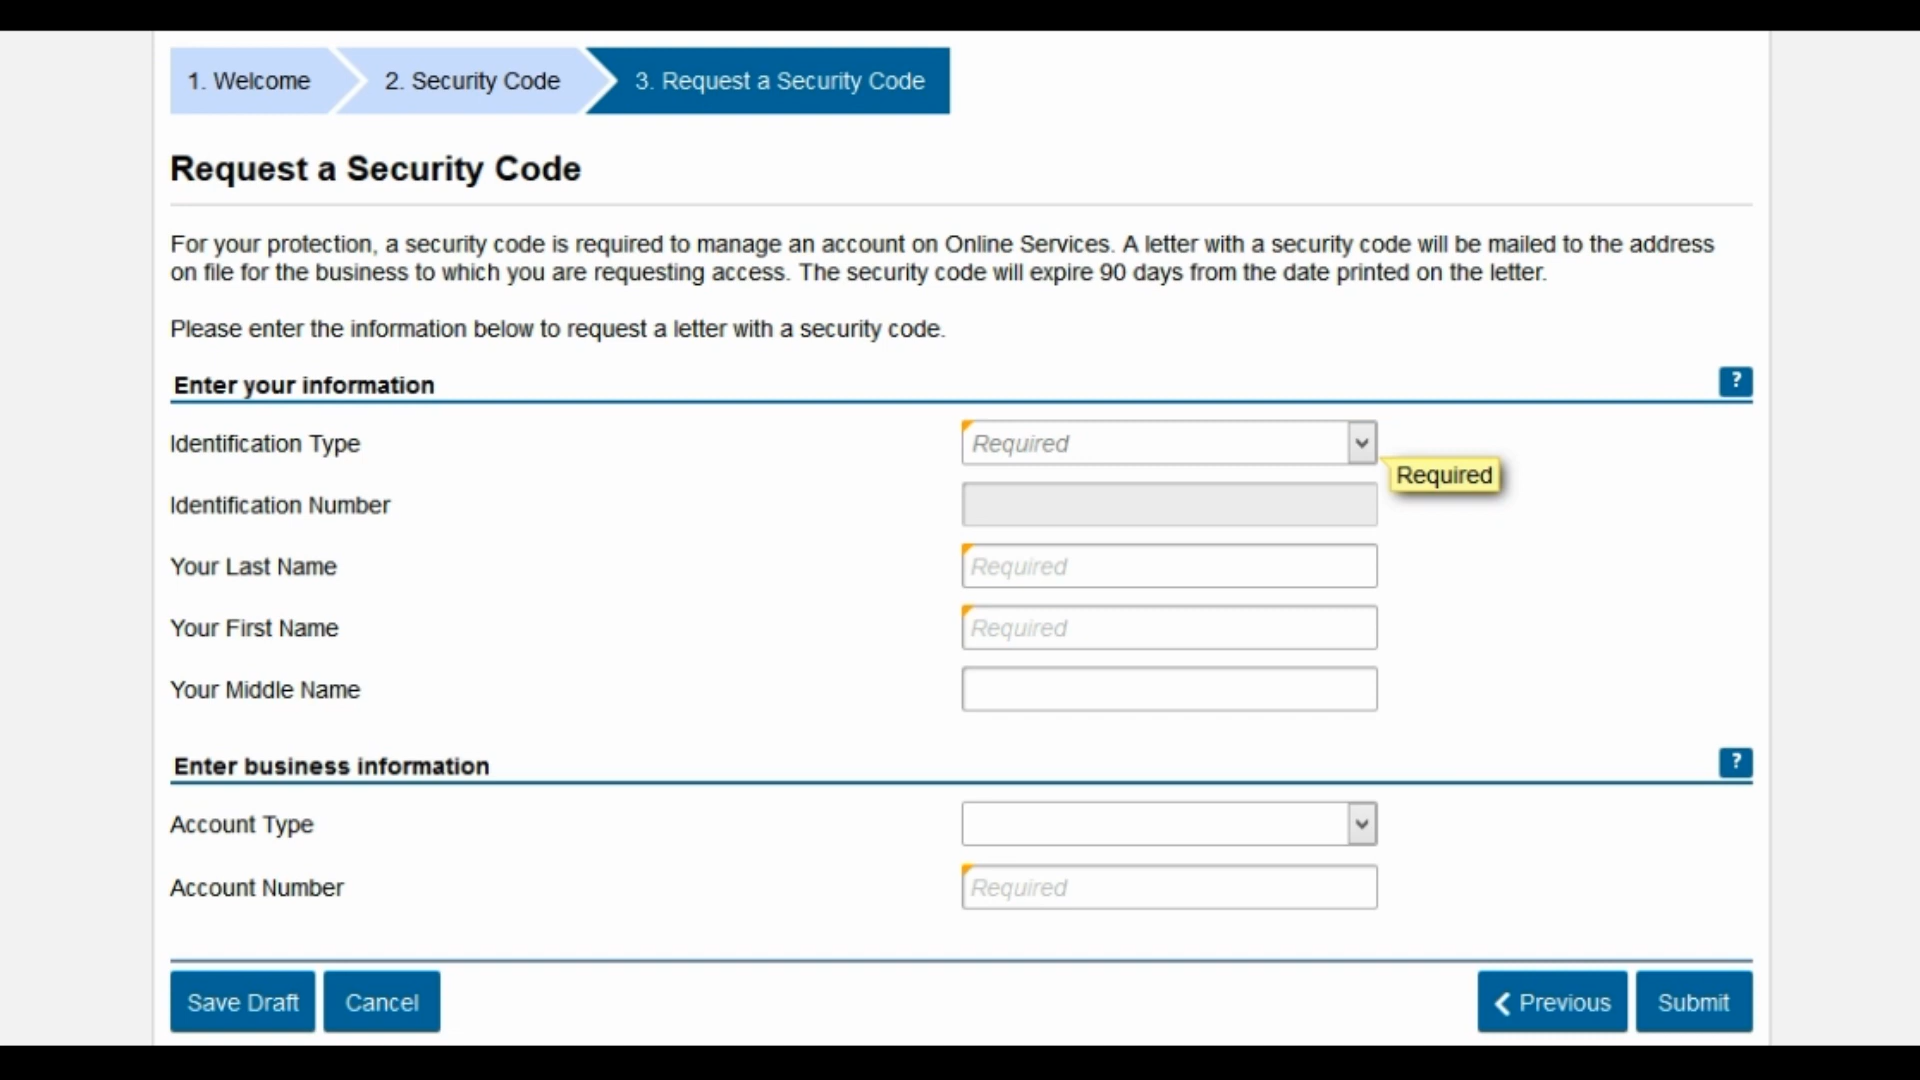 1. Welcome
2. Security Code
3. Request a Security Code
Request a Security Code
For your protection, a security code is required to manage an account on Online Services. A letter with a security code will be mailed to the address
on file for the business to which you are requesting access. The security code will expire 90 days from the date printed on the letter.
Please enter the information below to request a letter with a security code.
Enter your information
?
Identification Type
Required
Required
Identification Number
Your Last Name
Required
Your First Name
Required
Your Middle Name
Enter business information
?
Account Type
Account Number
Required
Save Draft
Cancel
Previous
Submit